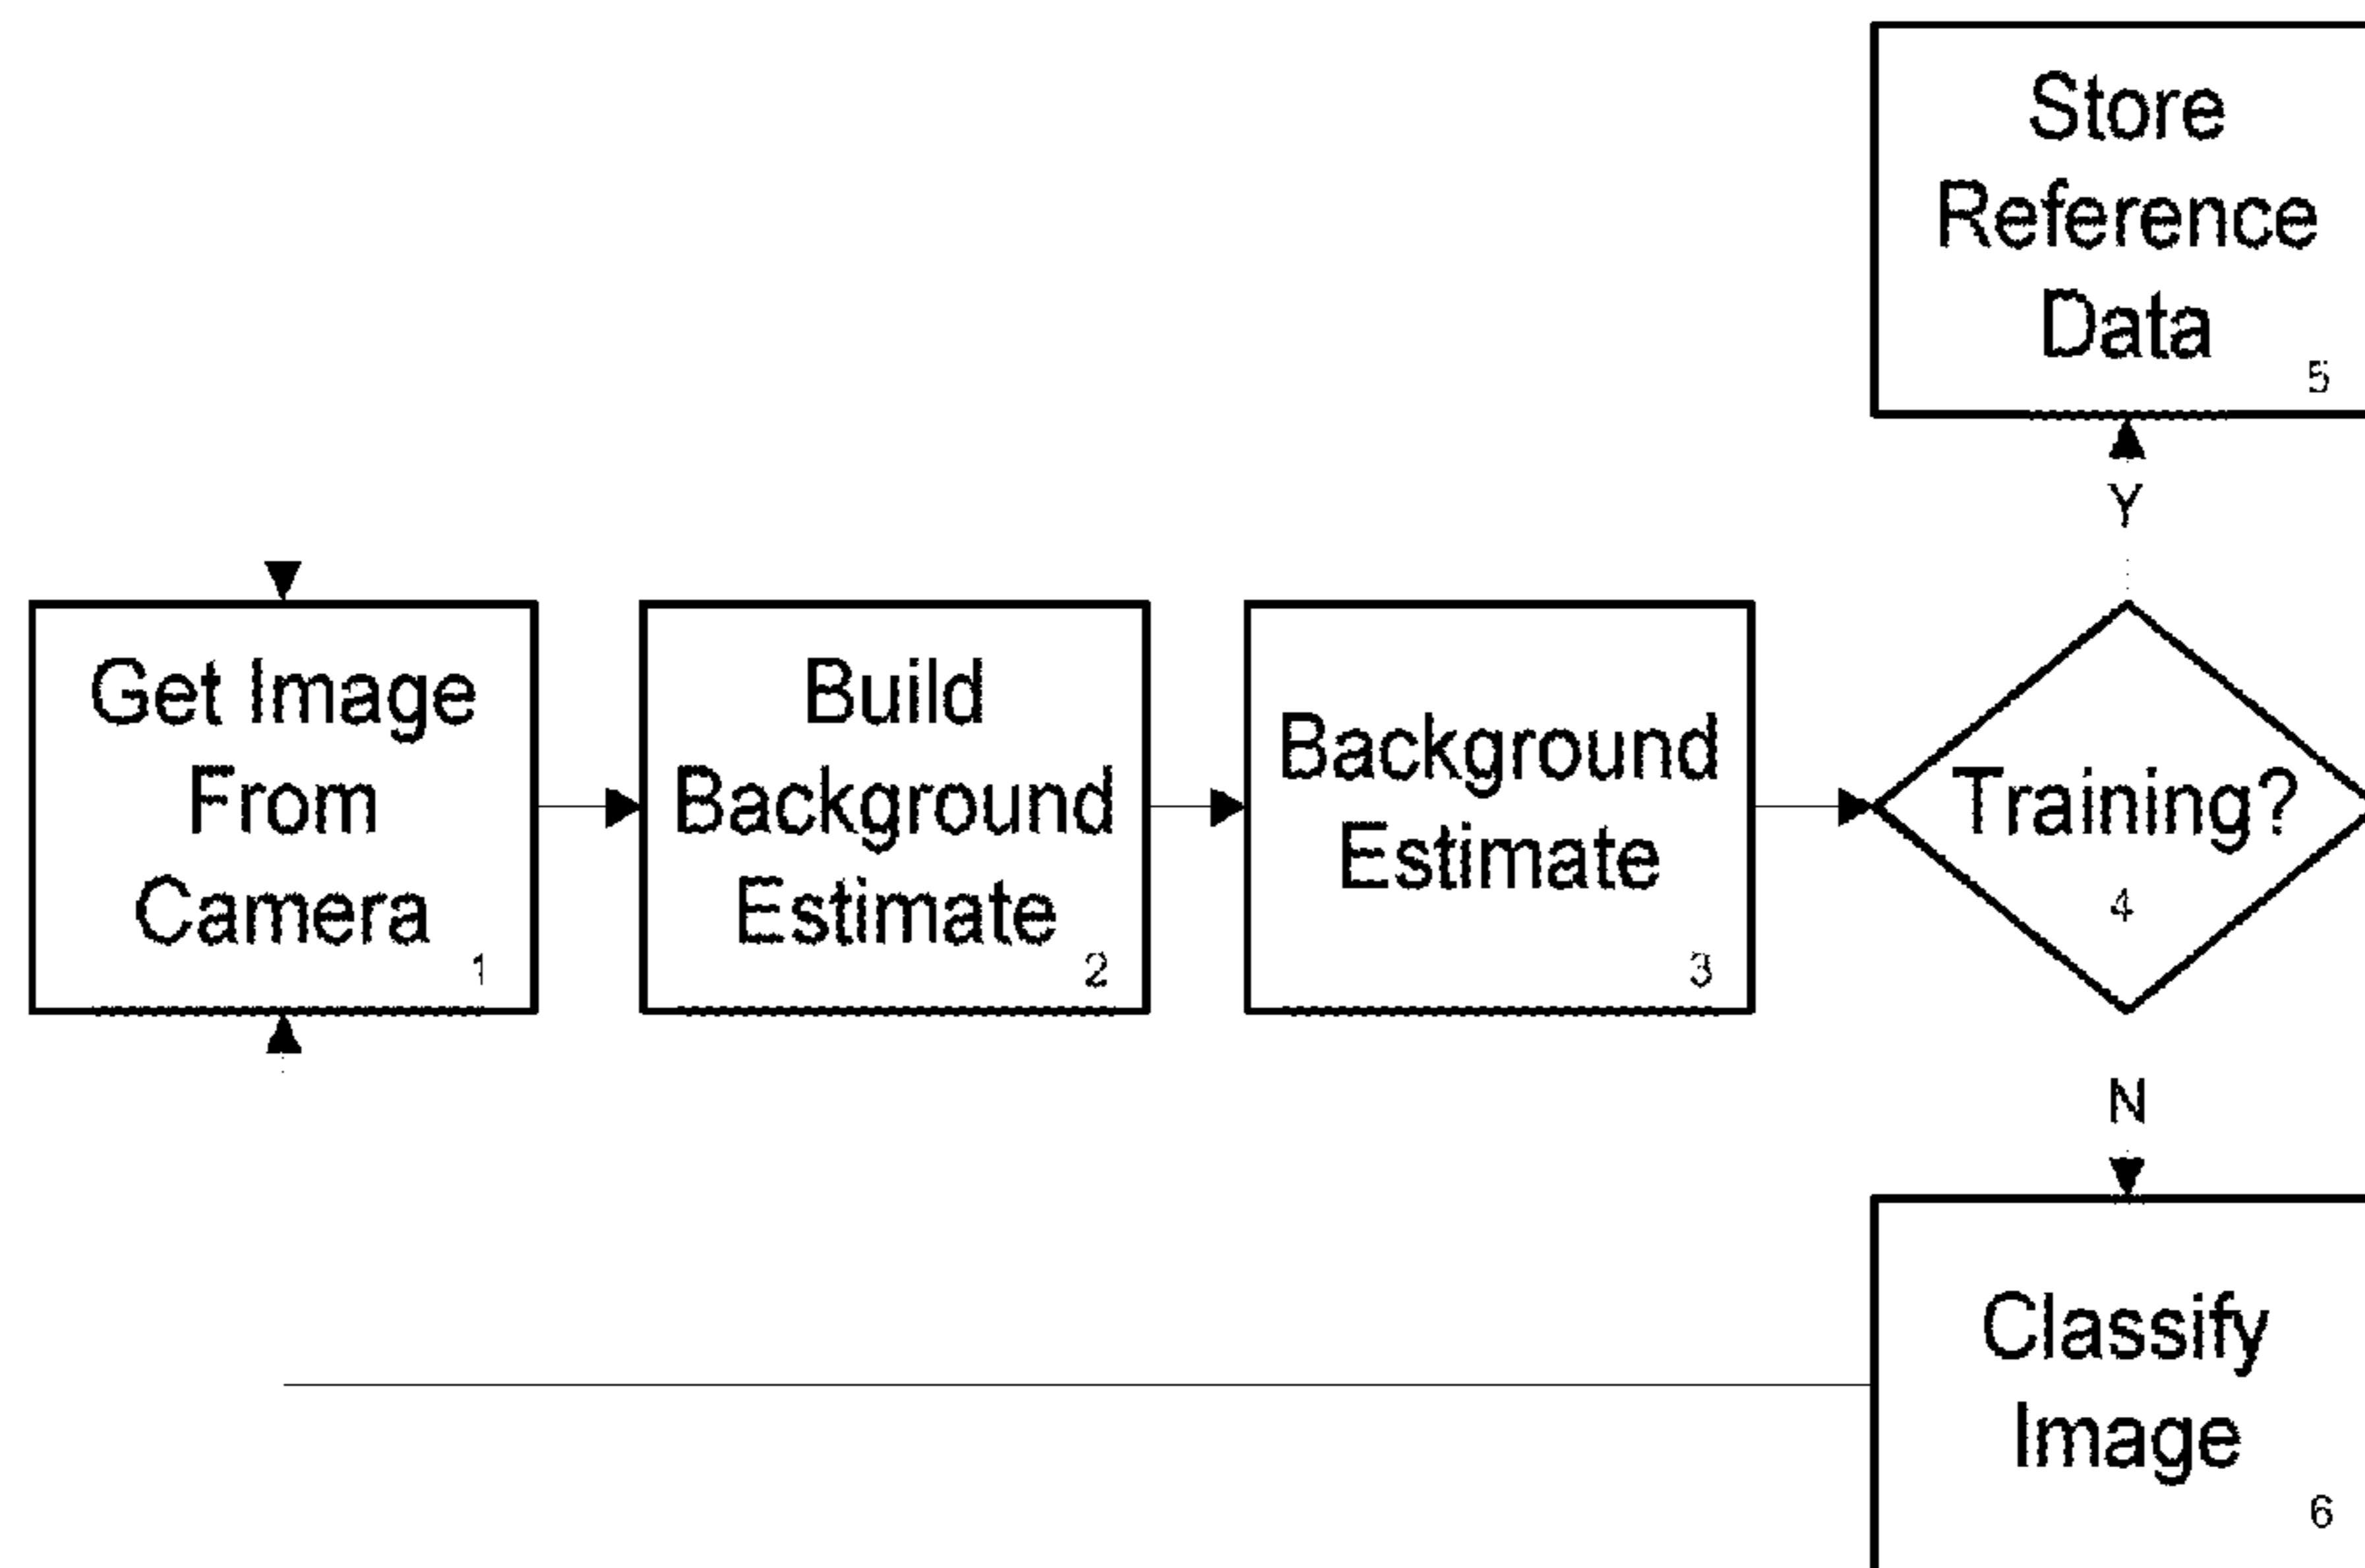 Store
Reference
Data
5
Y
Get Image
From
Camera
1
Build
Background
Estimate
2
Background
Estimate
3
Training?
4
N
Classify
Image
6